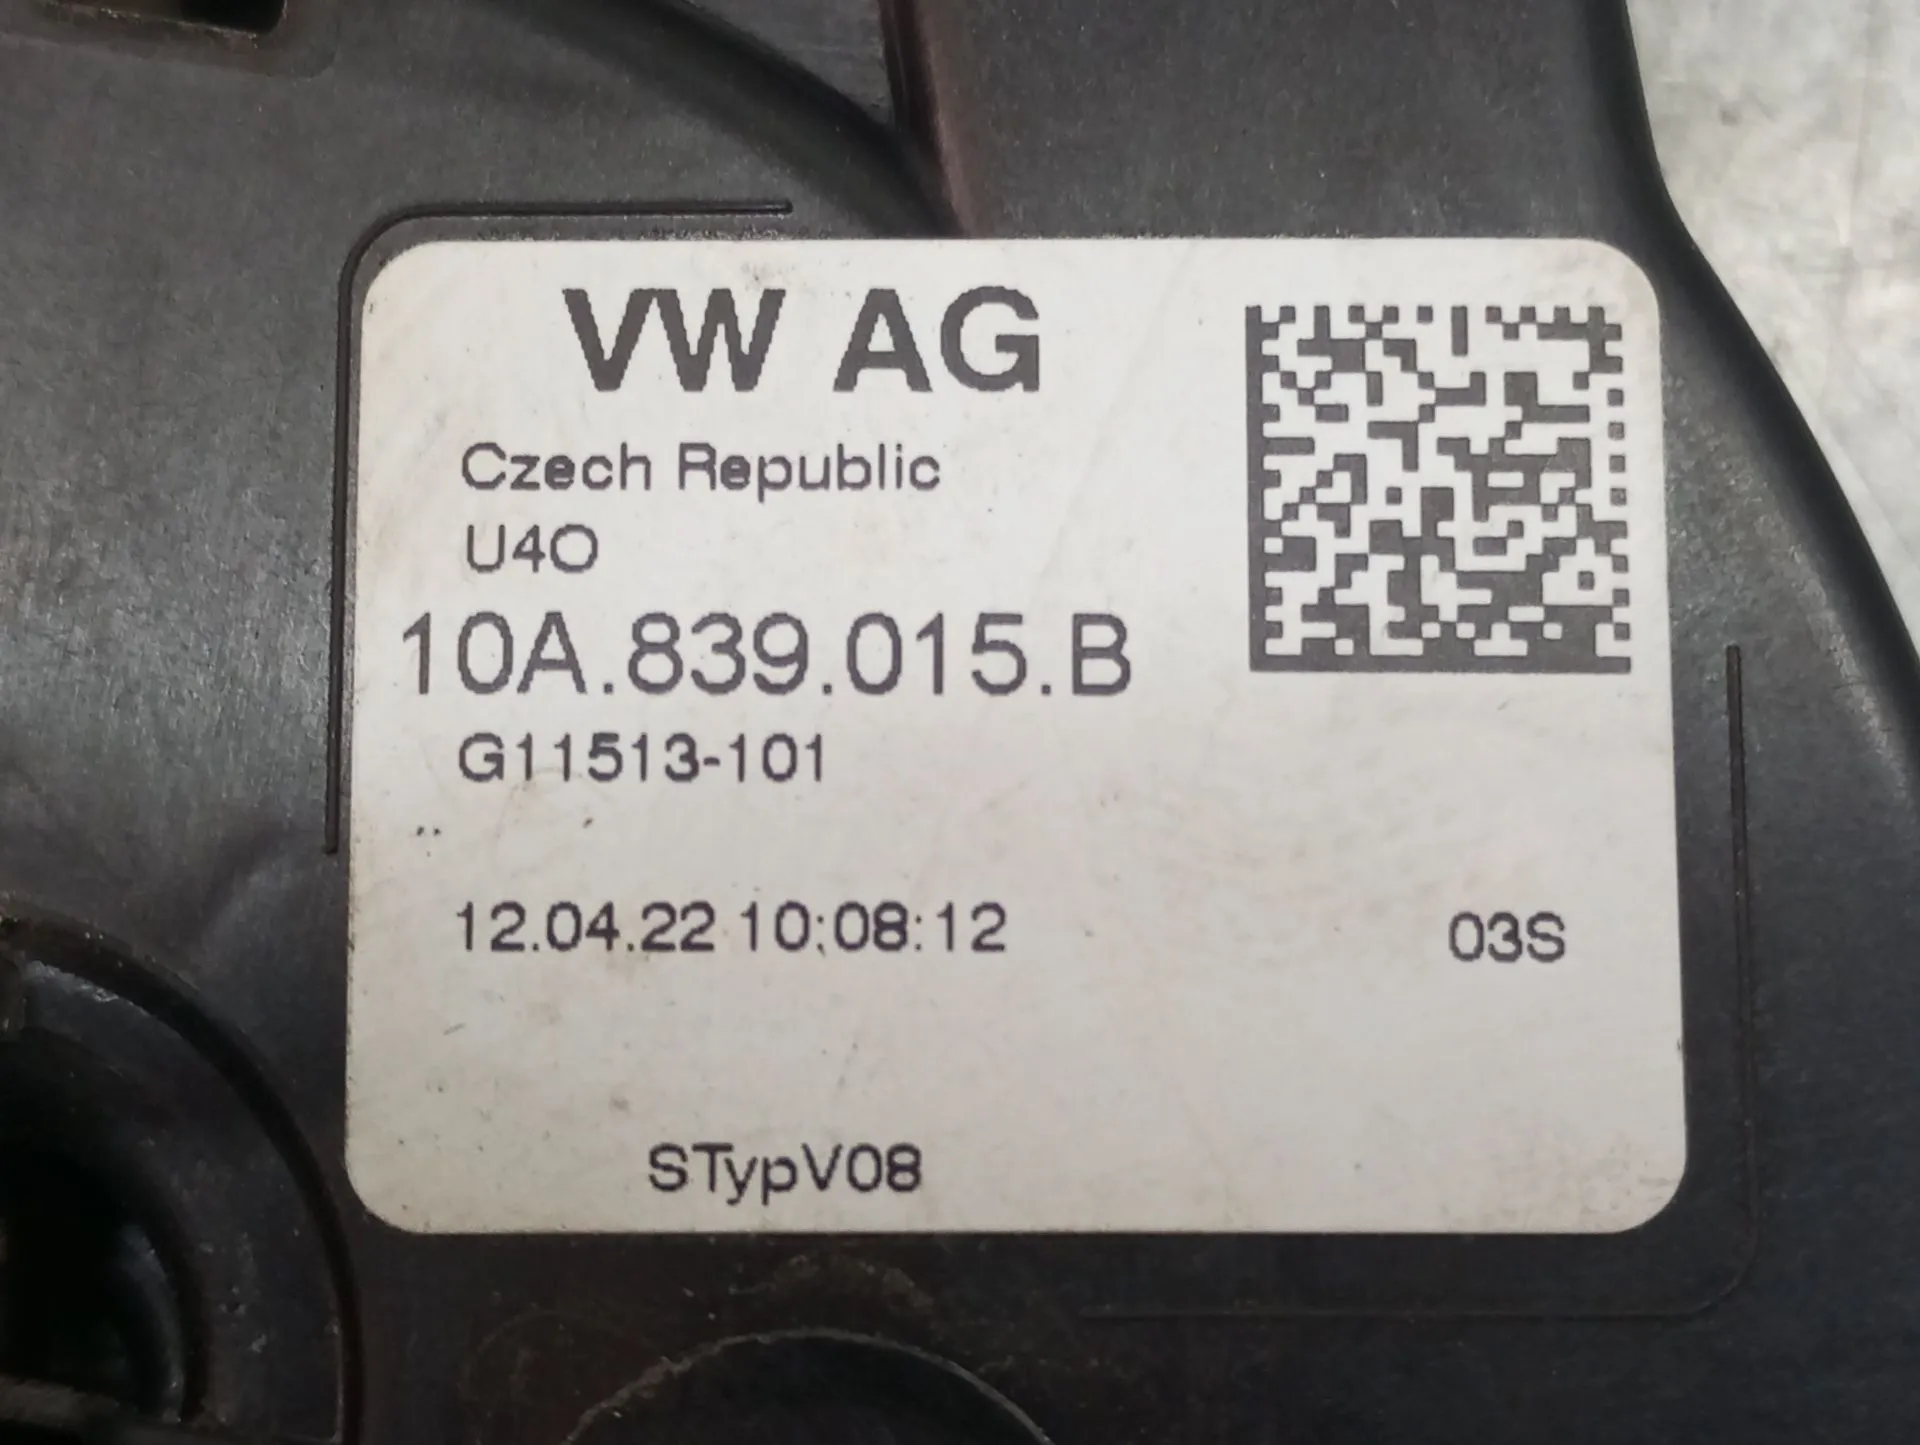 VW AG
Czech Republic
U4O
10A.839.015.B
G11513-101
12.04.22 10:08:12
03S
STypV08